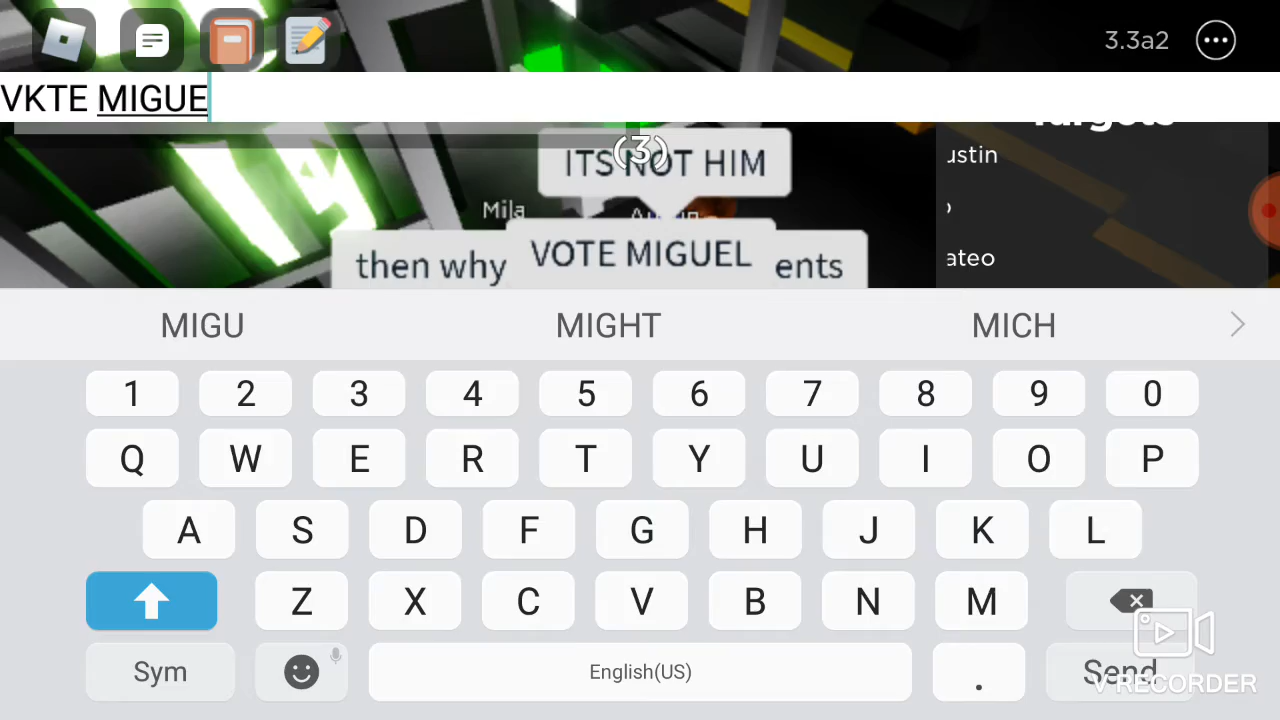 3.3a2
VKTE MIGUE
(3)
ITS NOT HIM
ustin
Mila
VOTE MIGUEL
then why
ents
ateo
MIGU MIGHT MICH
1 2 3 4 5 6 7 8 9 0
Q W E R T Y U I O P
A S D F G H J K L
Z X C V B N M
Sym English(US) . Send
V RECORDER